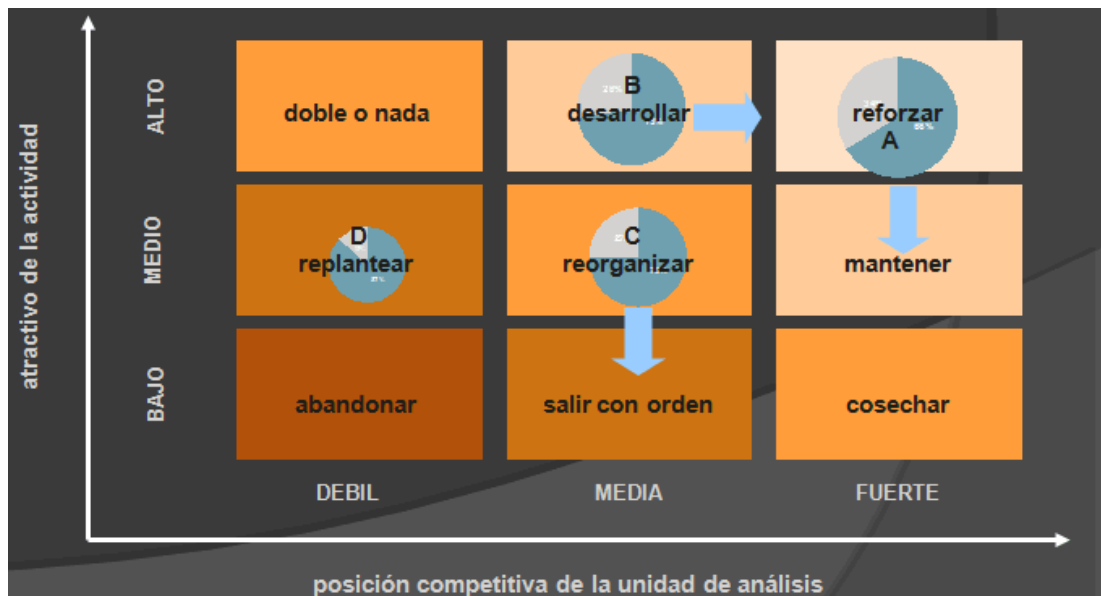 ALTO
doble o nada
B
desarrollar
reforzar
A
68%
atractivo de la actividad
MEDIO
D
replantear
C
reorganizar
mantener
BAJO
abandonar
salir con orden
cosechar
DEBIL
MEDIA
FUERTE
posición competitiva de la unidad de análisis